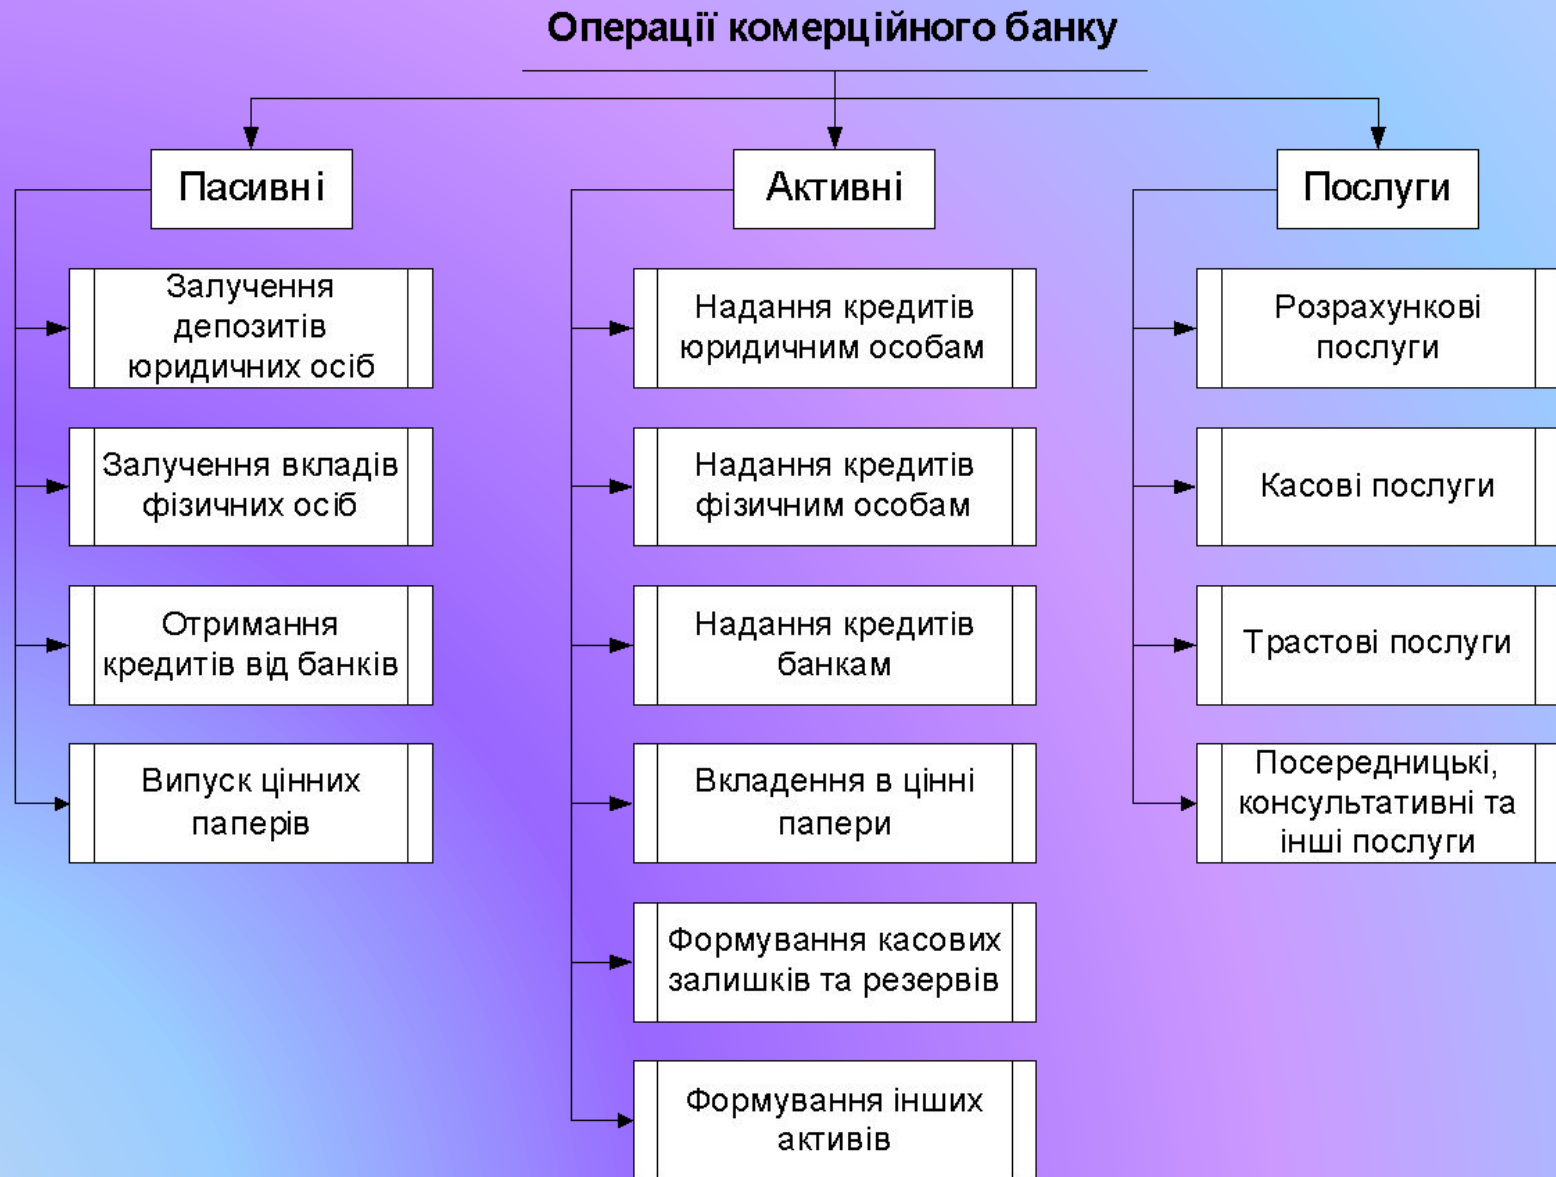 Операції комерційного банку
Пасивні
Залучення
депозитів
юридичних осіб
Залучення вкладів
фізичних осіб
Отримання
кредитів від банків
Випуск цінних
паперів
Активні
Надання кредитів
юридичним особам
Надання кредитів
фізичним особам
Надання кредитів
банкам
Вкладення в цінні
папери
Формування касових
залишків та резервів
Формування інших
активів
Послуги
Розрахункові
послуги
Касові послуги
Трастові послуги
Посередницькі,
консультативні та
інші послуги